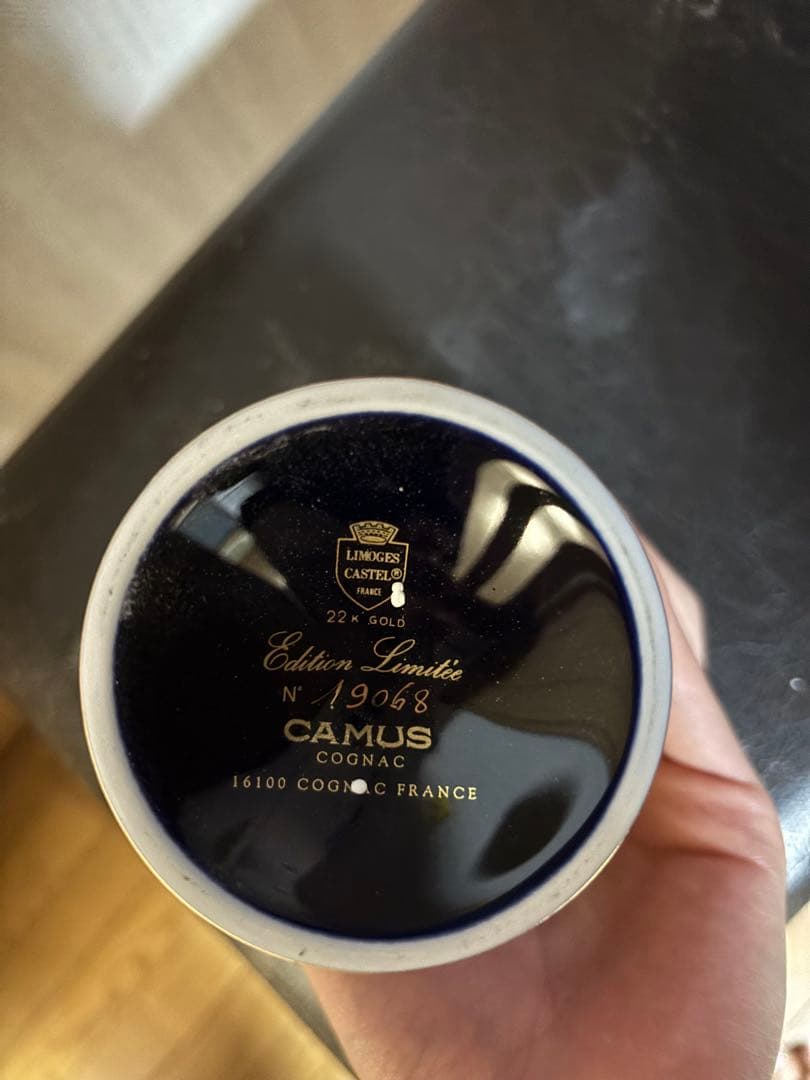 LIMOGES
CASTEL®
FRANCE
22 K GOLD
Edition Limitée
N° 19068
CAMUS
COGNAC
16100 COGNAC FRANCE